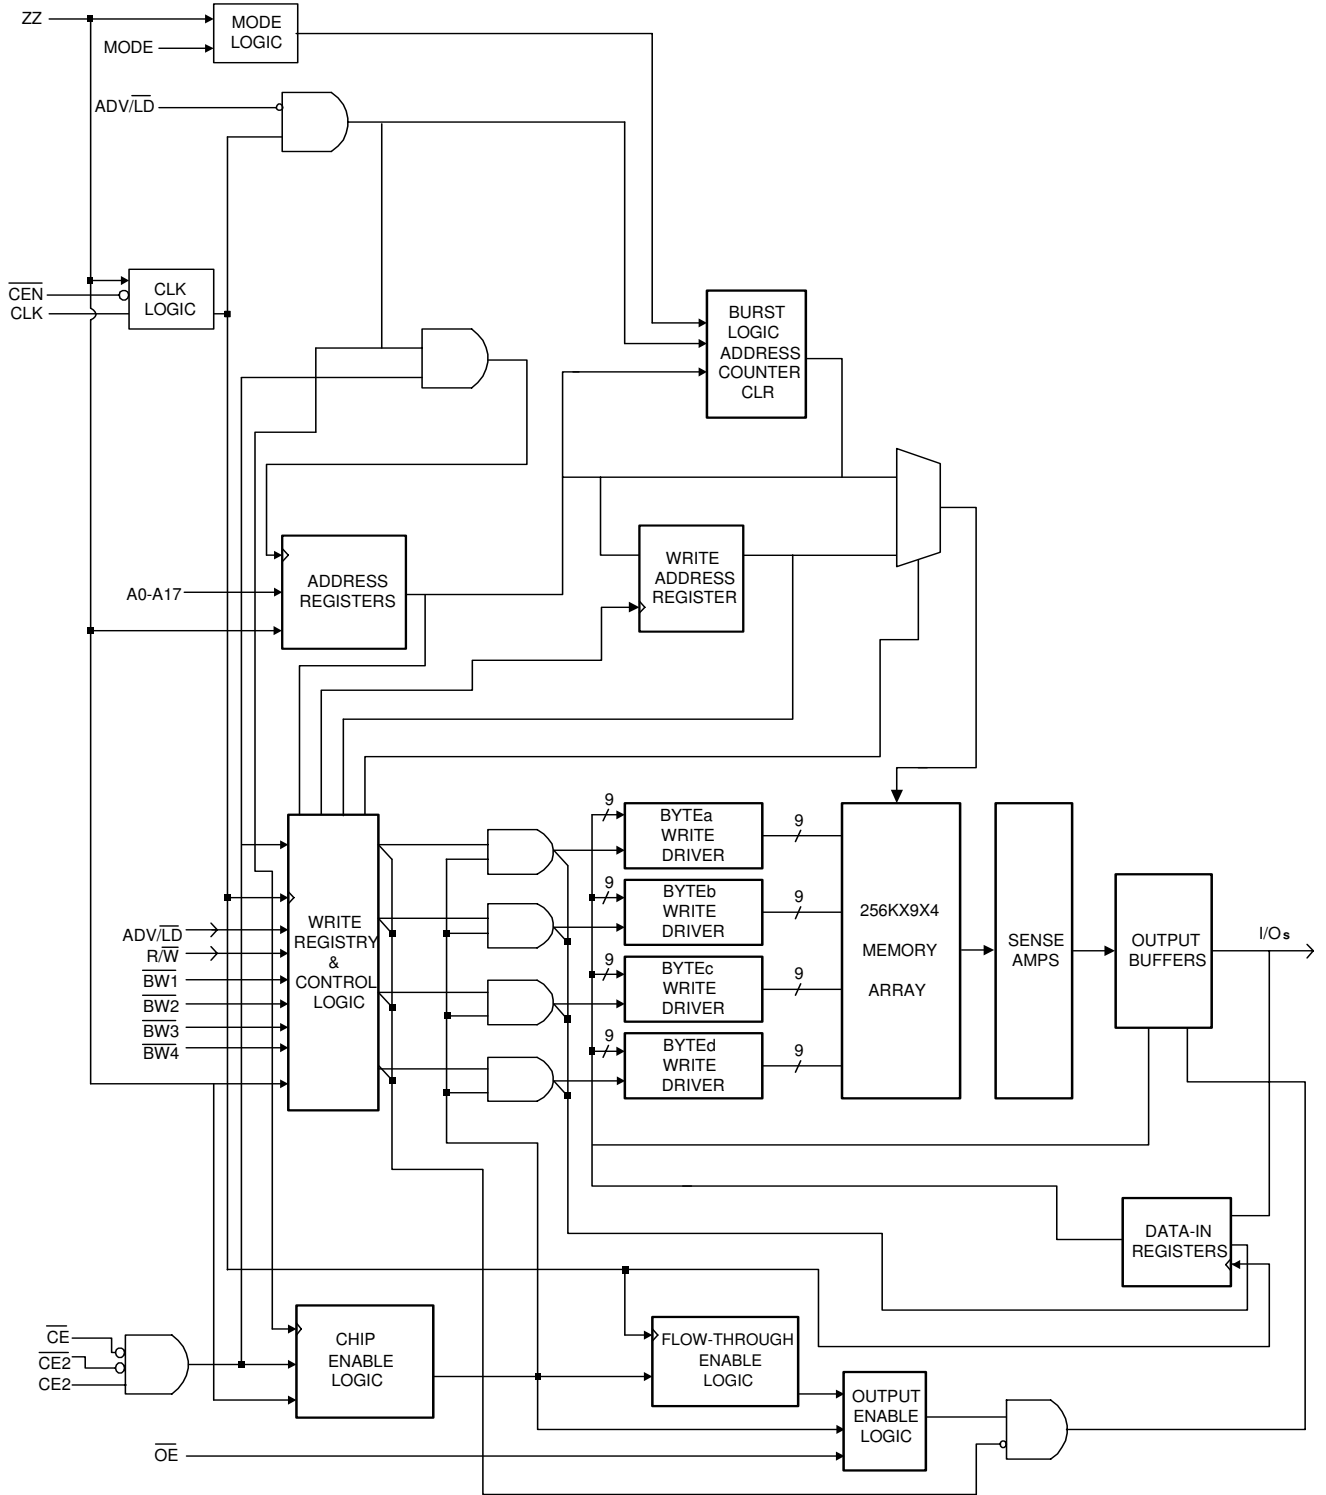 ZZ
MODE
LOGIC
MODE
ADV/LD
CLK
LOGIC
CEN
CLK
BURST
LOGIC
ADDRESS
COUNTER
CLR
ADDRESS
REGISTERS
WRITE
ADDRESS
REGISTER
A0-A17
9
BYTEa
WRITE
DRIVER
9
9
BYTEb
WRITE
DRIVER
9
9
BYTEc
WRITE
DRIVER
9
9
BYTEd
WRITE
DRIVER
9
256KX9X4
MEMORY
ARRAY
SENSE
AMPS
OUTPUT
BUFFERS
I/Os
WRITE
REGISTRY
&
CONTROL
LOGIC
ADV/LD
R/W
BW1
BW2
BW3
BW4
DATA-IN
REGISTERS
CE
CE2
CE2
CHIP
ENABLE
LOGIC
FLOW-THROUGH
ENABLE
LOGIC
OUTPUT
ENABLE
LOGIC
OE